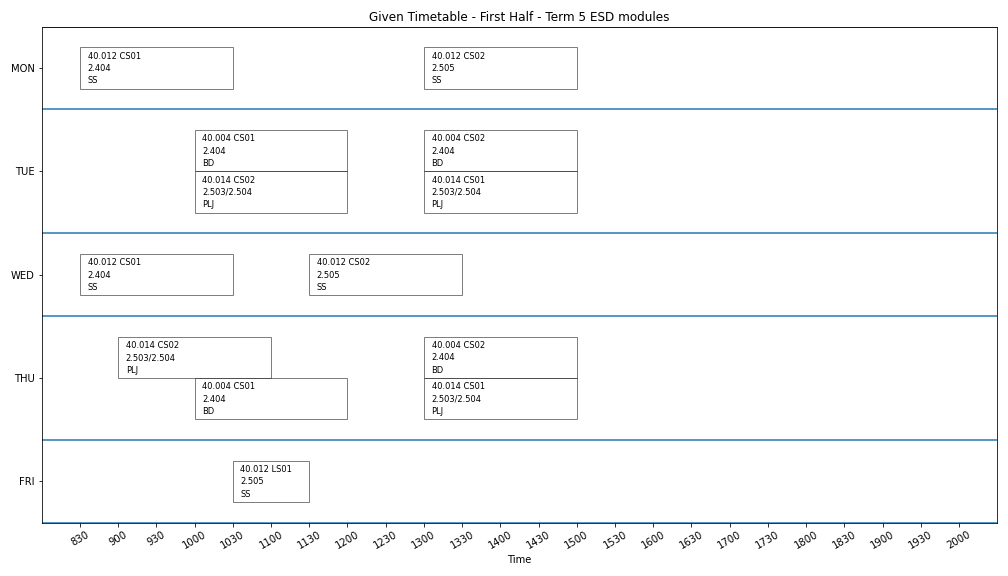 Given Timetable - First Half - Term 5 ESD modules
MON
40.012 CS01
2.404
SS
40.012 CS02
2.505
SS
TUE
40.004 CS01
2.404
BD
40.014 CS02
2.503/2.504
PLJ
40.004 CS02
2.404
BD
40.014 CS01
2.503/2.504
PLJ
WED
40.012 CS01
2.404
SS
40.012 CS02
2.505
SS
THU
40.014 CS02
2.503/2.504
PLJ
40.004 CS01
2.404
BD
40.004 CS02
2.404
BD
40.014 CS01
2.503/2.504
PLJ
FRI
40.012 LS01
2.505
SS
830 900 930 1000 1030 1100 1130 1200 1230 1300 1330 1430 1500 1600 1630 1700 1730 1800 1830 1900 1930 2000
Time